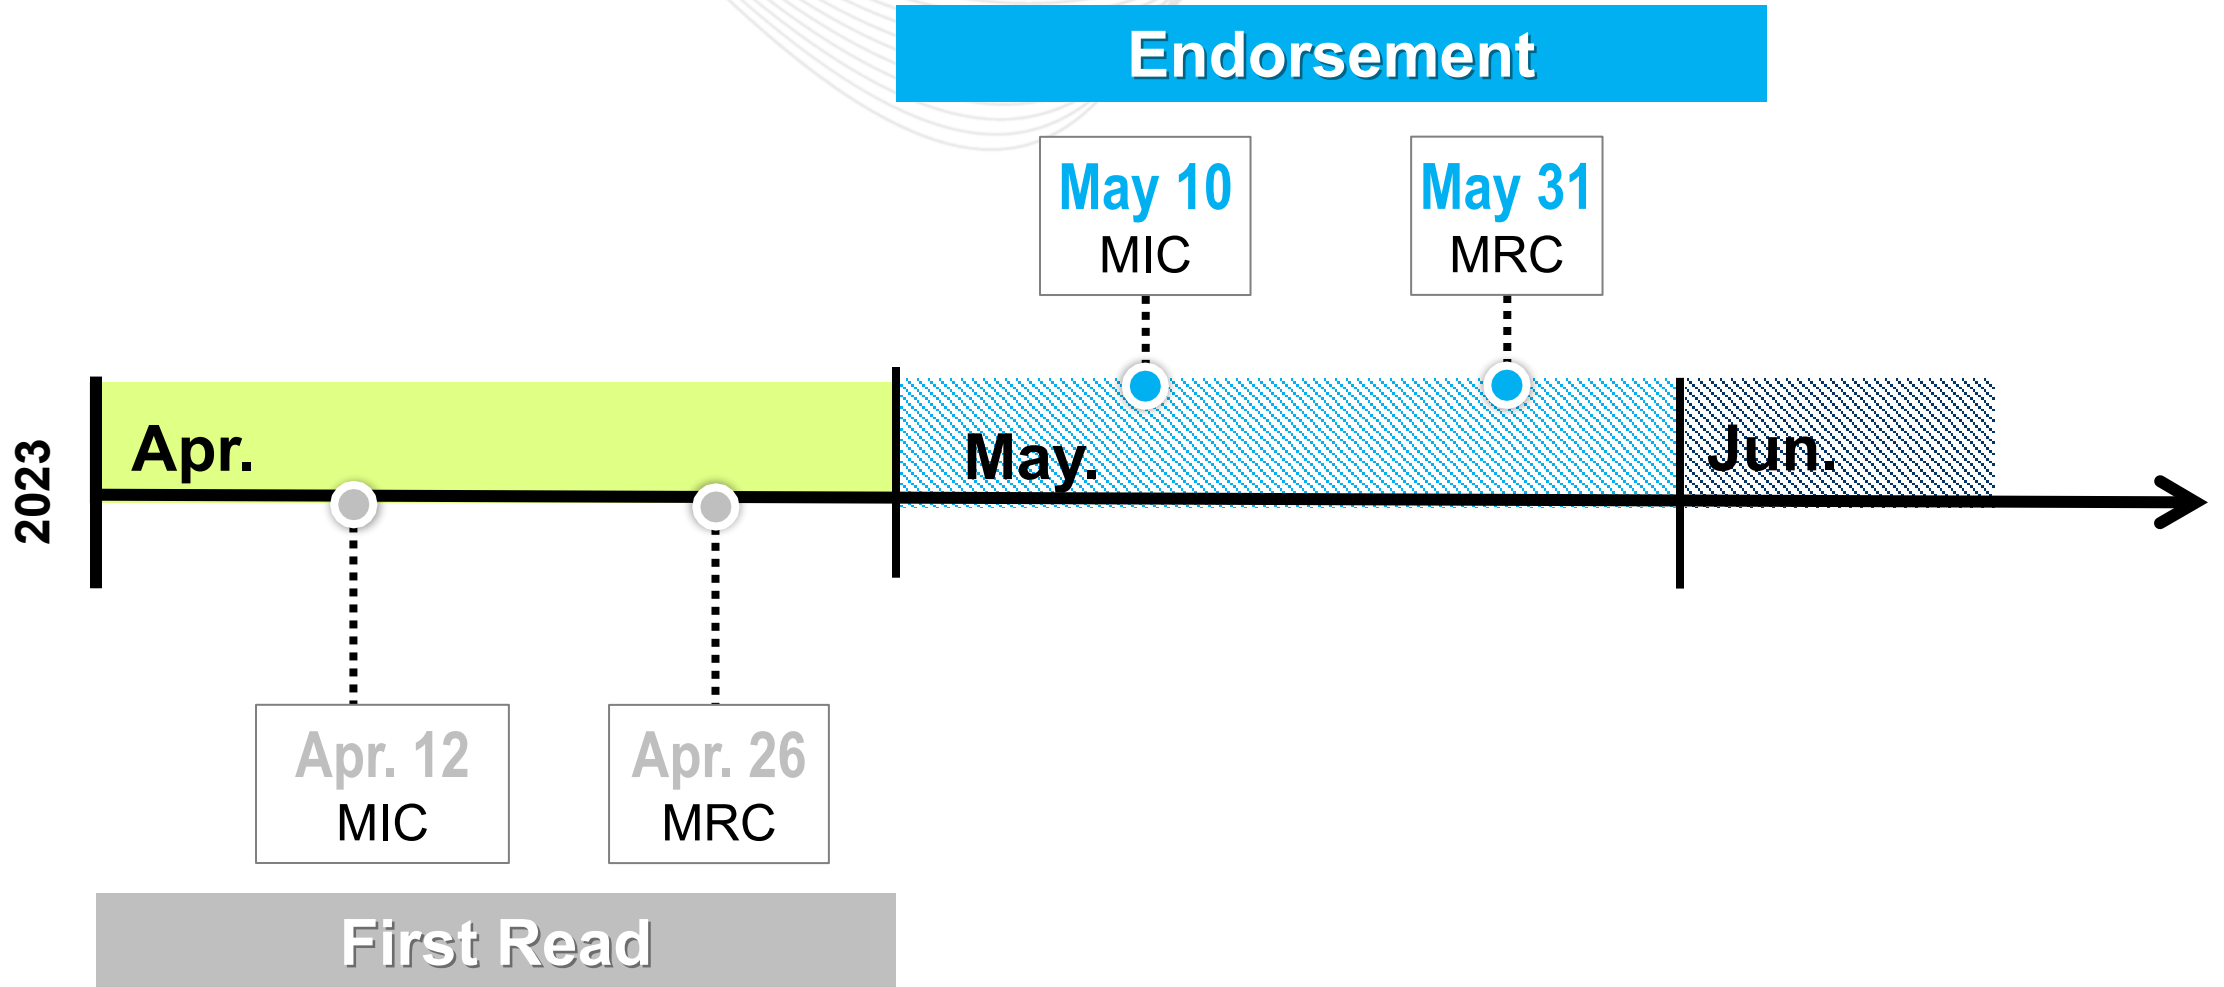 Endorsement
May 10
MIC
May 31
MRC
2023
Apr.
May.
Jun.
Apr. 12
MIC
Apr. 26
MRC
First Read